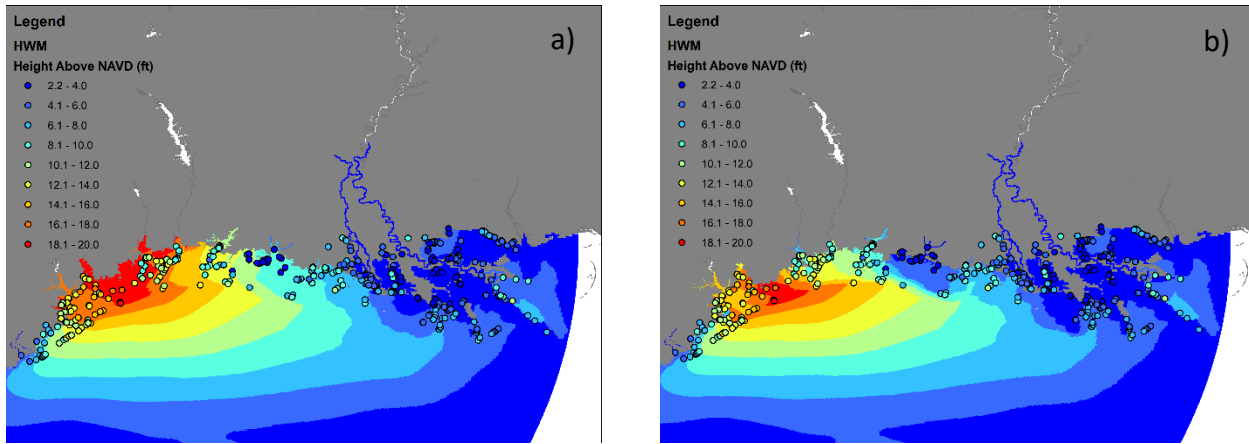 Legend
HWM
Height Above NAVD (ft)
2.2 - 4.0
4.1 - 6.0
6.1 - 8.0
8.1 - 10.0
10.1 - 12.0
12.1 - 14.0
14.1 - 16.0
16.1 - 18.0
18.1 - 20.0
a)
Legend
HWM
Height Above NAVD (ft)
2.2 - 4.0
4.1 - 6.0
6.1 - 8.0
8.1 - 10.0
10.1 - 12.0
12.1 - 14.0
14.1 - 16.0
16.1 - 18.0
18.1 - 20.0
b)